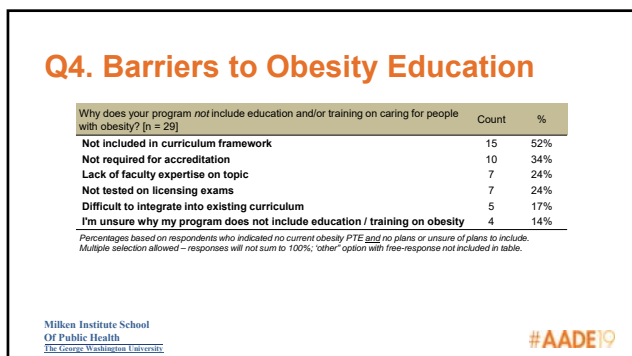 Q4. Barriers to Obesity Education
Why does your program not include education and/or training on caring for people with obesity? [n = 29] Count %
Not included in curriculum framework 15 52%
Not required for accreditation 10 34%
Lack of faculty expertise on topic 7 24%
Not tested on licensing exams 7 24%
Difficult to integrate into existing curriculum 5 17%
I'm unsure why my program does not include education / training on obesity 4 14%
Percentages based on respondents who indicated no current obesity PTE and no plans or unsure of plans to include.
Multiple selection allowed – responses will not sum to 100%; 'other" option with free-response not included in table.
Milken Institute School
Of Public Health
The George Washington University
#AADE19